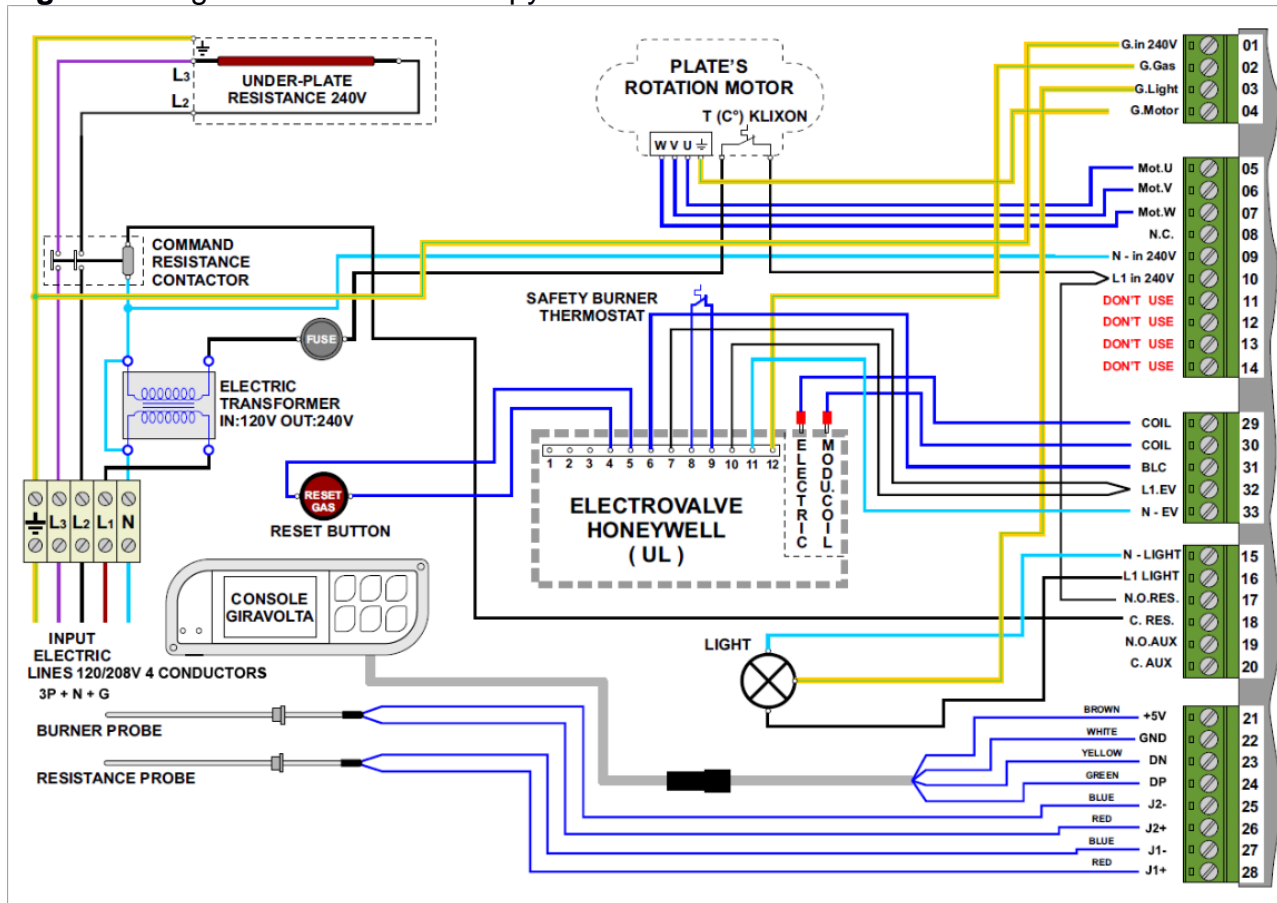 L3
L2
UNDER-PLATE
RESISTANCE 240V
PLATE'S
ROTATION MOTOR
T (C°) KLIXON
W V U
COMMAND
RESISTANCE
CONTACTOR
FUSE
ELECTRIC
TRANSFORMER
IN:120V OUT:240V
SAFETY BURNER
THERMOSTAT
1 2 3 4 5 6 7 8 9 10 11 12
ELECTROVALVE
HONEYWELL
( UL )
ELECTRIC
MODUCOIL
RESET
GAS
RESET BUTTON
L3 L2 L1 N
INPUT
ELECTRIC
LINES 120/208V 4 CONDUCTORS
3P + N + G
CONSOLE
GIRAVOLTA
LIGHT
BURNER PROBE
RESISTANCE PROBE
G.in 240V 01
G.Gas 02
G.Light 03
G.Motor 04
Mot.U 05
Mot.V 06
Mot.W 07
N.C. 08
N - in 240V 09
L1 in 240V 10
DON'T USE 11
DON'T USE 12
DON'T USE 13
DON'T USE 14
COIL 29
COIL 30
BLC 31
L1.EV 32
N - EV 33
N - LIGHT 15
L1 LIGHT 16
N.O.RES. 17
C. RES. 18
N.O.AUX 19
C. AUX 20
BROWN +5V 21
WHITE GND 22
YELLOW DN 23
GREEN DP 24
BLUE J2- 25
RED J2+ 26
BLUE J1- 27
RED J1+ 28